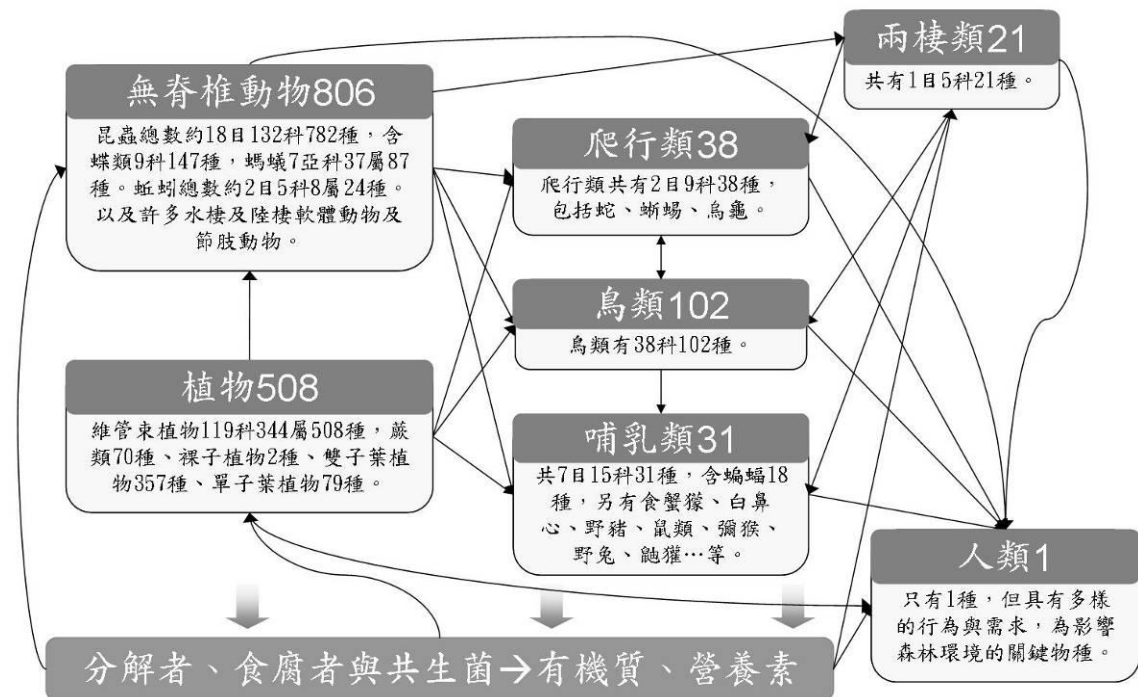 無脊椎動物806
昆蟲總數約18目132科782種，含
蝶類9科147種，螞蟻7亞科37屬87
種。蚯蚓總數約2目5科8屬24種。
以及許多水棲及陸棲軟體動物及
節肢動物。
兩棲類21
共有1目5科21種。
爬行類38
爬行類共有2目9科38種，
包括蛇、蜥蜴、烏龜。
鳥類102
鳥類有38科102種。
植物508
維管束植物119科344屬508種，蕨
類70種、裸子植物2種、雙子葉植
物357種、單子葉植物79種。
哺乳類31
共7目15科31種，含蝙蝠18
種，另有食蟹獴、白鼻
心、野豬、鼠類、獼猴、
野兔、鼬獾…等。
人類1
只有1種，但具有多樣
的行為與需求，為影響
森林環境的關鍵物種。
分解者、食腐者與共生菌→有機質、營養素